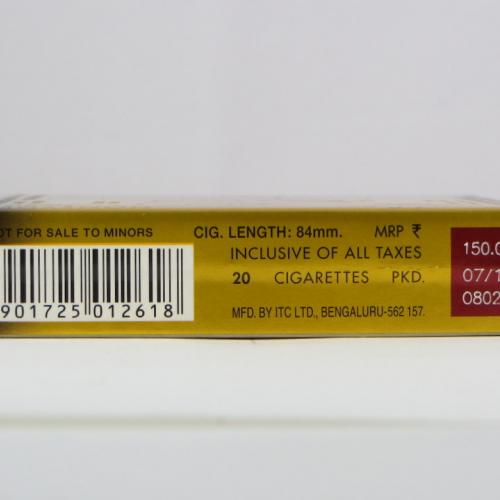 OT FOR SALE TO MINORS
901725 012618
CIG. LENGTH: 84mm. MRP ₹
INCLUSIVE OF ALL TAXES
20 CIGARETTES PKD.
MFD. BY ITC LTD., BENGALURU-562 157.
150.0
07/1
0802